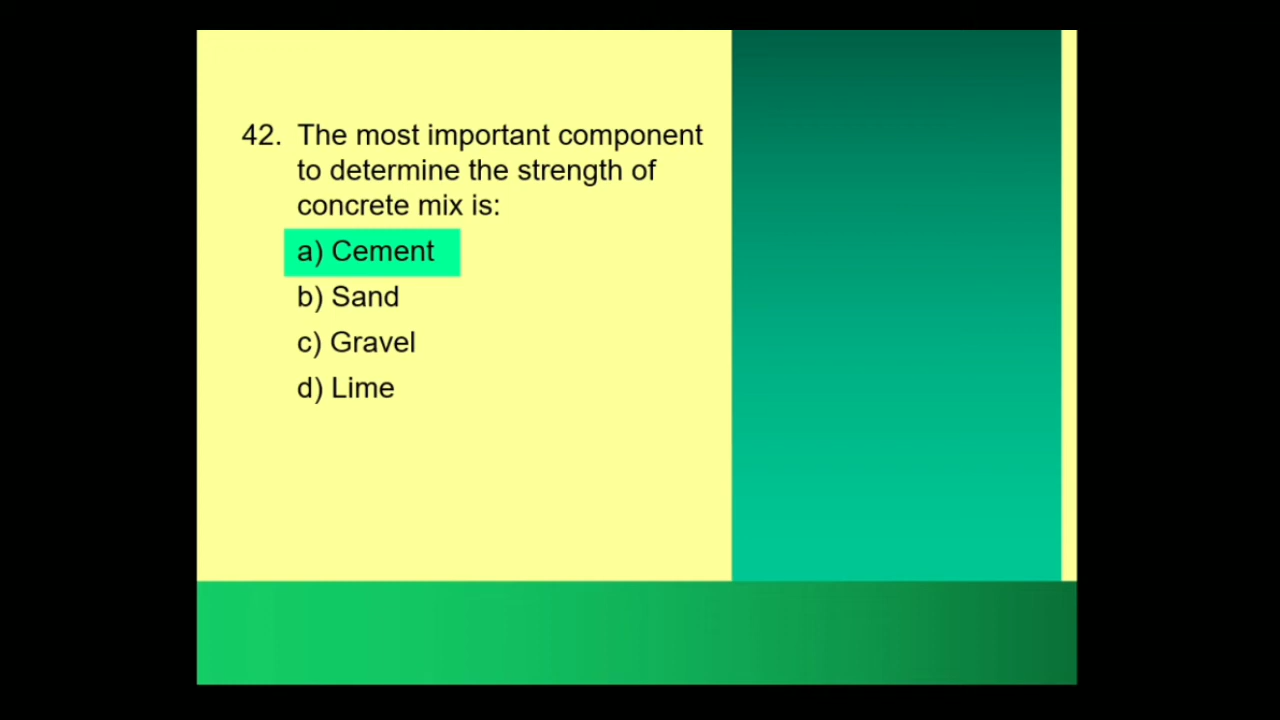 42. The most important component
to determine the strength of
concrete mix is:
a) Cement
b) Sand
c) Gravel
d) Lime